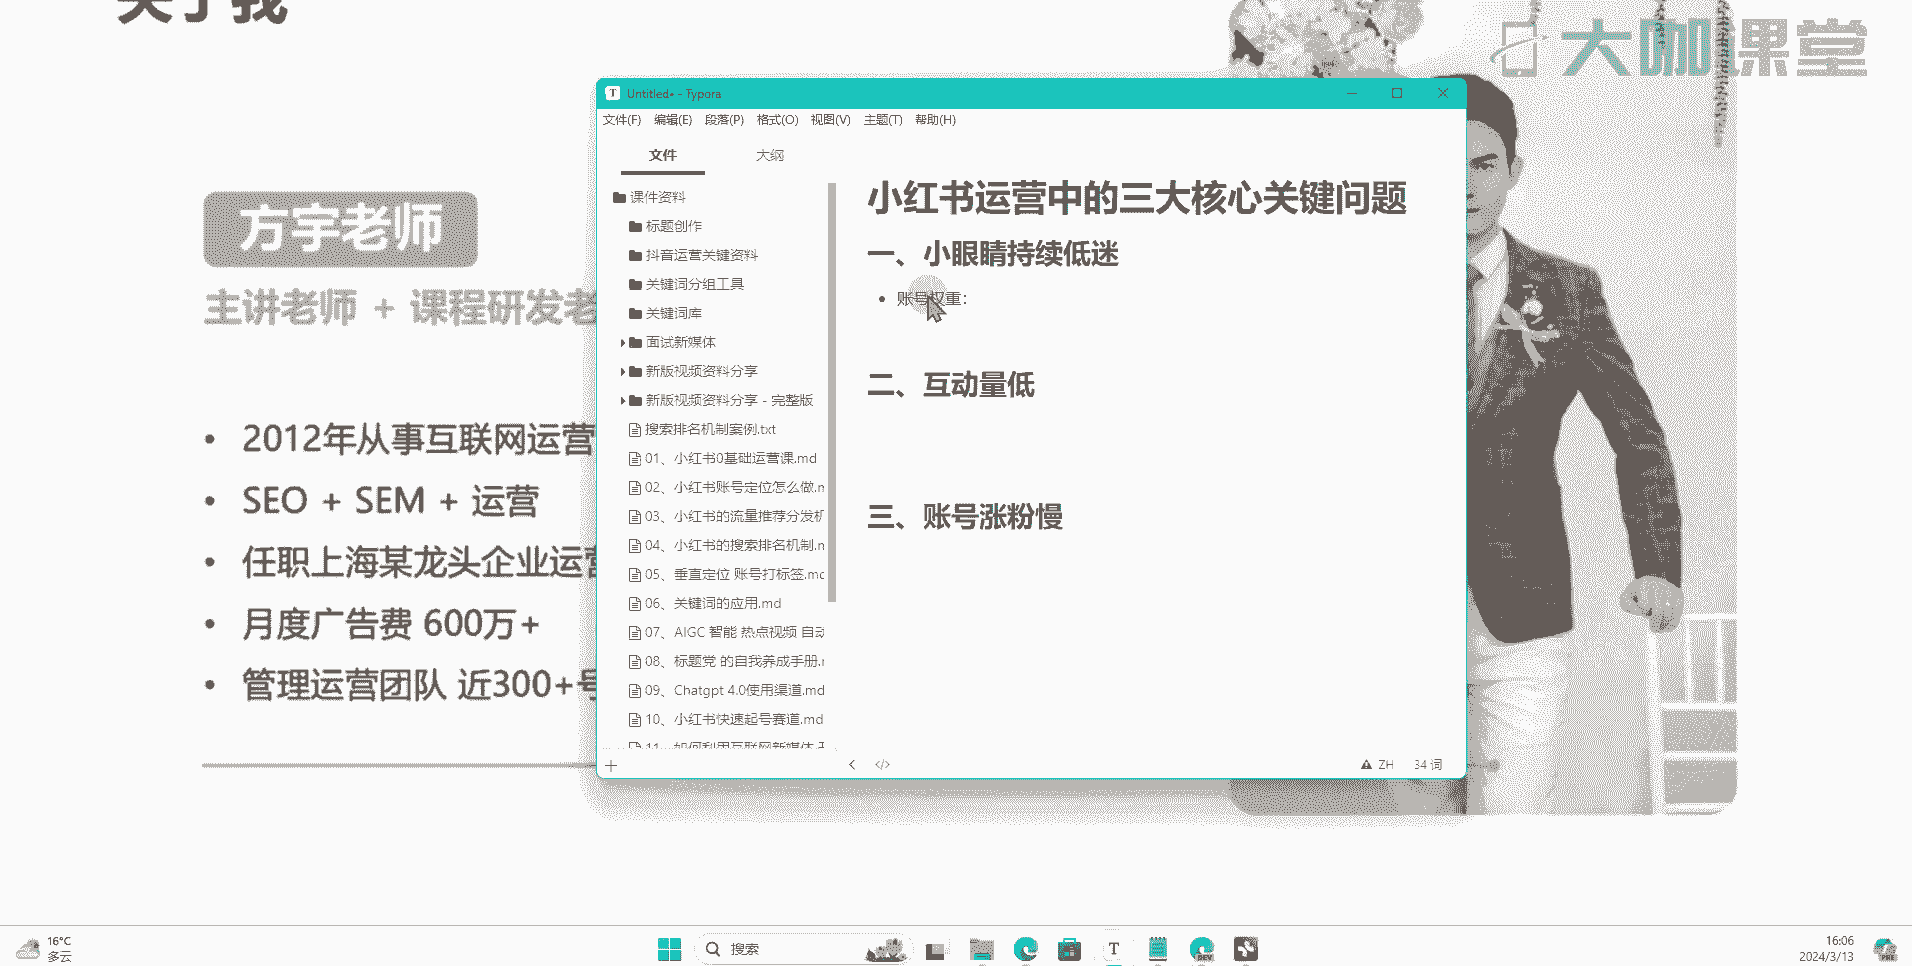 关于我
大咖课堂
方宇老师
主讲老师 + 课程研发老
2012年从事互联网运营
SEO + SEM + 运营
任职上海某龙头企业运营
月度广告费 600万+
管理运营团队 近300+号
Untitled• - Typora
文件(F) 编辑(E) 段落(P) 格式(O) 视图(V) 主题(T) 帮助(H)
文件 大纲
课件资料
标题创作
抖音运营关键资料
关键词分组工具
关键词库
面试新媒体
新版视频资料分享
新版视频资料分享 - 完整版
搜索排名机制案例.txt
01、小红书0基础运营课.md
02、小红书账号定位怎么做.m
03、小红书的流量推荐分发机
04、小红书的搜索排名机制.m
05、垂直定位 账号打标签.md
06、关键词的应用.md
07、AIGC 智能 热点视频 自动
08、标题党 的自我养成手册.m
09、Chatgpt 4.0使用渠道.md
10、小红书快速起号赛道.md
11、如何利用互联网新媒体
小红书运营中的三大核心关键问题
一、小眼睛持续低迷
账号权重：
二、互动量低
三、账号涨粉慢
ZH 34 词
16°C
多云
搜索
T
DEV
16:06
2024/3/13
PRE